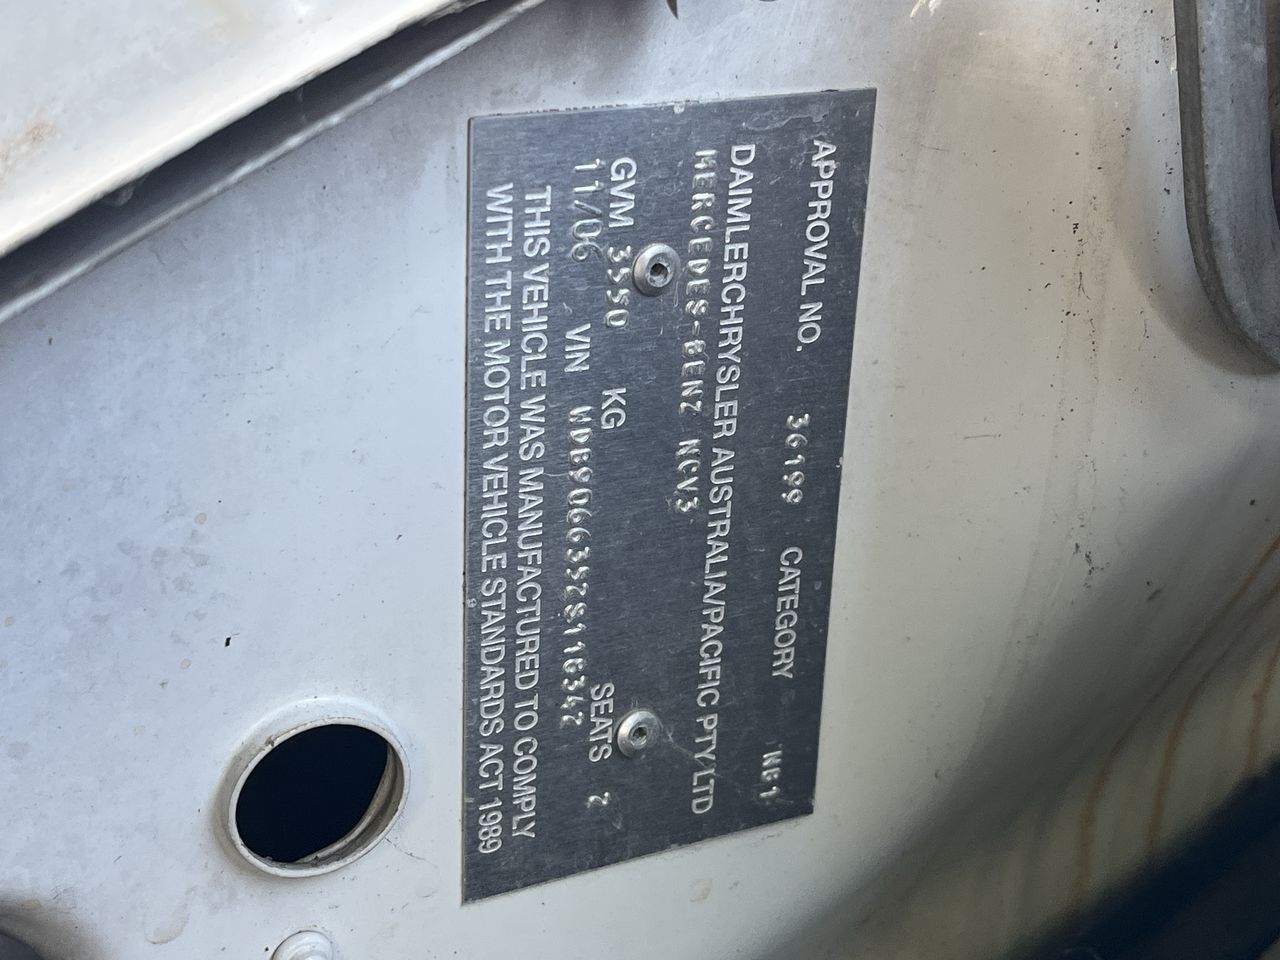 APPROVAL NO. 36199 CATEGORY NB1
DAIMLERCHRYSLER AUSTRALIA/PACIFIC PTY LTD
MERCEDES-BENZ NCV3
GVM 3550 KG SEATS 2
11/06 VIN WDB9066352S116342
THIS VEHICLE WAS MANUFACTURED TO COMPLY
WITH THE MOTOR VEHICLE STANDARDS ACT 1989